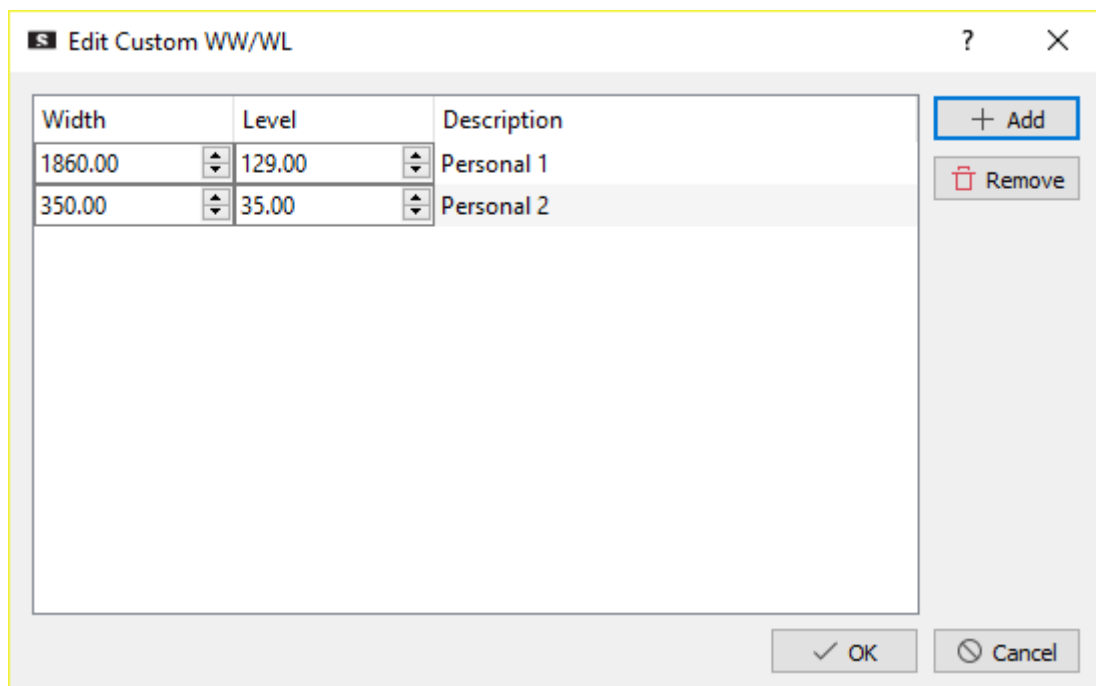 S Edit Custom WW/WL ?
Width Level Description
1860.00 129.00 Personal 1
350.00 35.00 Personal 2
Add
Remove
OK Cancel